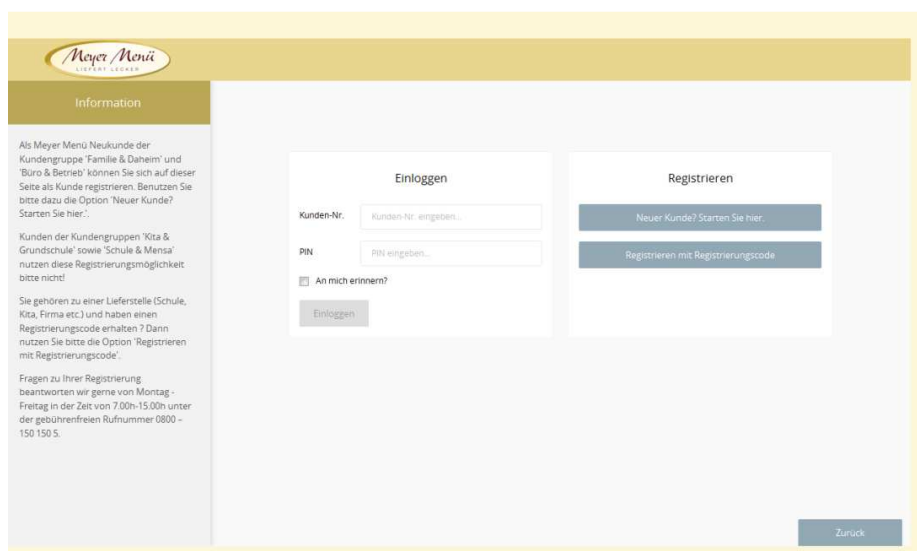 Meyer Menü
LIEFERT LECKER
Information
Als Meyer Menü Neukunde der
Kundengruppe 'Familie & Daheim' und
'Büro & Betrieb' können Sie sich auf dieser
Seite als Kunde registrieren. Benutzen Sie
bitte dazu die Option 'Neuer Kunde?
Starten Sie hier.'.
Kunden der Kundengruppen 'Kita &
Grundschule' sowie 'Schule & Mensa'
nutzen diese Registrierungsmöglichkeit
bitte nicht!
Sie gehören zu einer Lieferstelle (Schule,
Kita, Firma etc.) und haben einen
Registrierungscode erhalten ? Dann
nutzen Sie bitte die Option 'Registrieren
mit Registrierungscode'.
Fragen zu Ihrer Registrierung
beantworten wir gerne von Montag -
Freitag in der Zeit von 7.00h-15.00h unter
der gebührenfreien Rufnummer 0800 –
150 150 5.
Einloggen
Kunden-Nr.
Kunden-Nr. eingeben...
PIN
PIN eingeben...
An mich erinnern?
Einloggen
Registrieren
Neuer Kunde? Starten Sie hier.
Registrieren mit Registrierungscode
Zurück